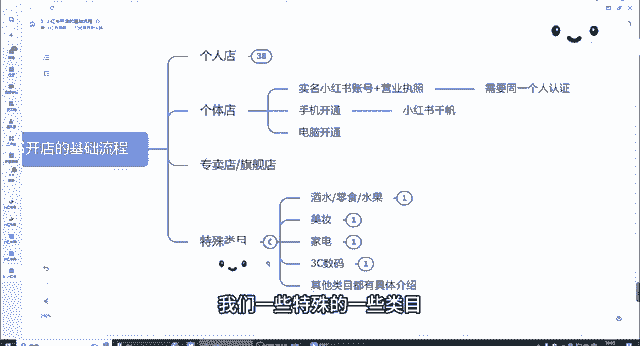 个人店 38
实名小红书账号+营业执照 需要同一个人认证
个体店 手机开通 小红书千帆
电脑开通
开店的基础流程
专卖店/旗舰店
酒水/零食/水果 1
美妆 1
特殊类目 家电 1
3C数码 1
其他类目都有具体介绍
我们一些特殊的一些类目